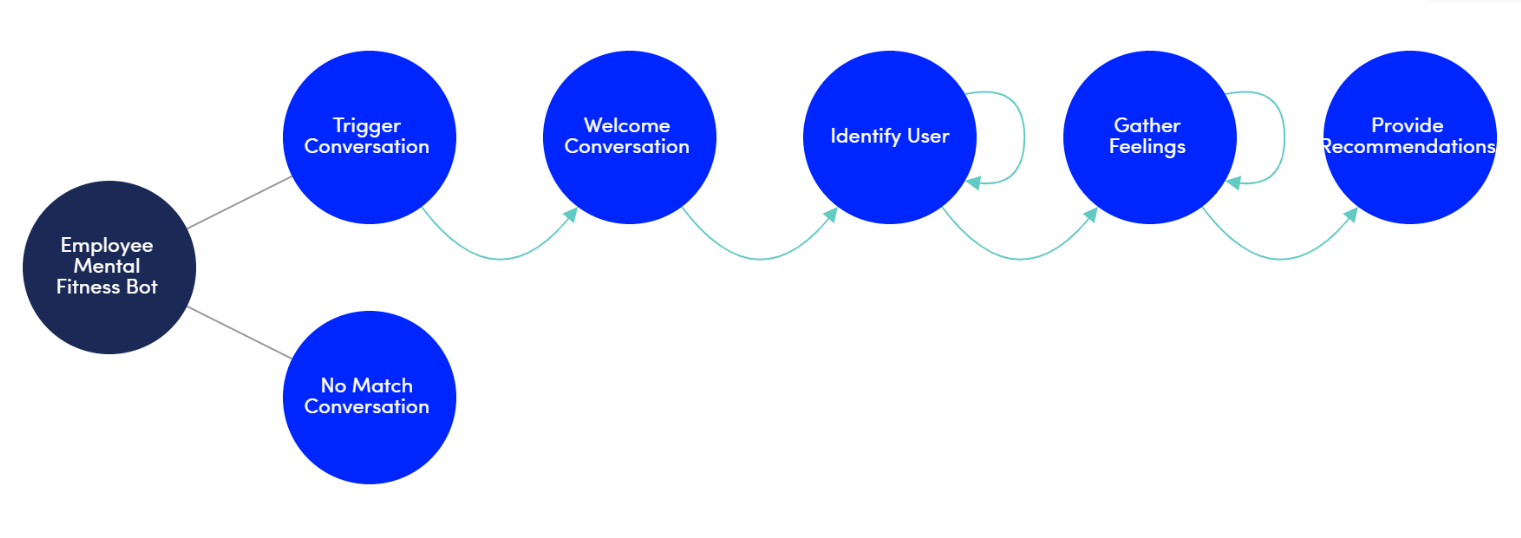 Trigger
Conversation
Welcome
Conversation
Identify User
Gather
Feelings
Provide
Recommendations
Employee
Mental
Fitness Bot
No Match
Conversation